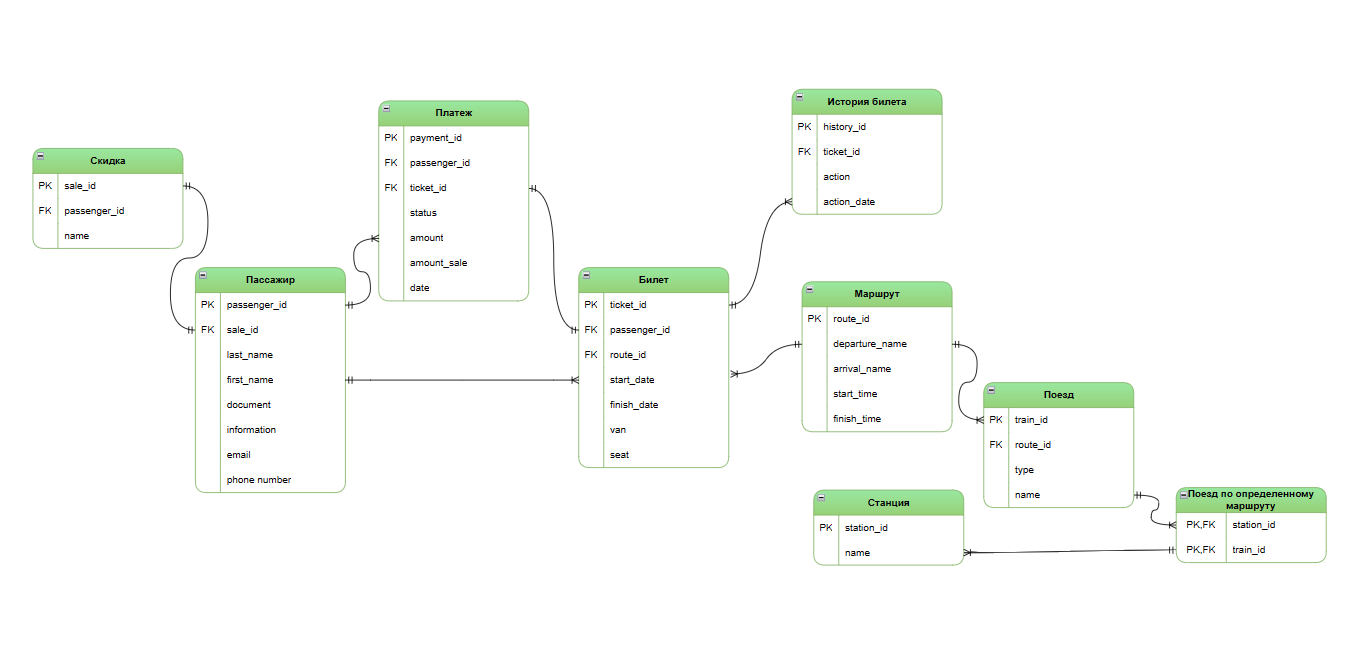 Скидка
PK sale_id
FK passenger_id
name
Платеж
PK payment_id
FK passenger_id
FK ticket_id
status
amount
amount_sale
date
Пассажир
PK passenger_id
FK sale_id
last_name
first_name
document
information
email
phone number
Билет
PK ticket_id
FK passenger_id
FK route_id
start_date
finish_date
van
seat
История билета
PK history_id
FK ticket_id
action
action_date
Маршрут
PK route_id
departure_name
arrival_name
start_time
finish_time
Поезд
PK train_id
FK route_id
type
name
Станция
PK station_id
name
Поезд по определенному
маршруту
PK,FK station_id
PK,FK train_id